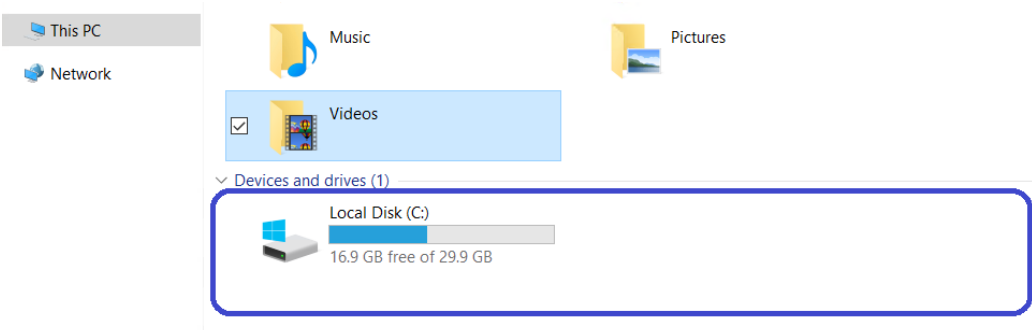 This PC
Network
Music
Pictures
Videos
Devices and drives (1)
Local Disk (C:)
16.9 GB free of 29.9 GB